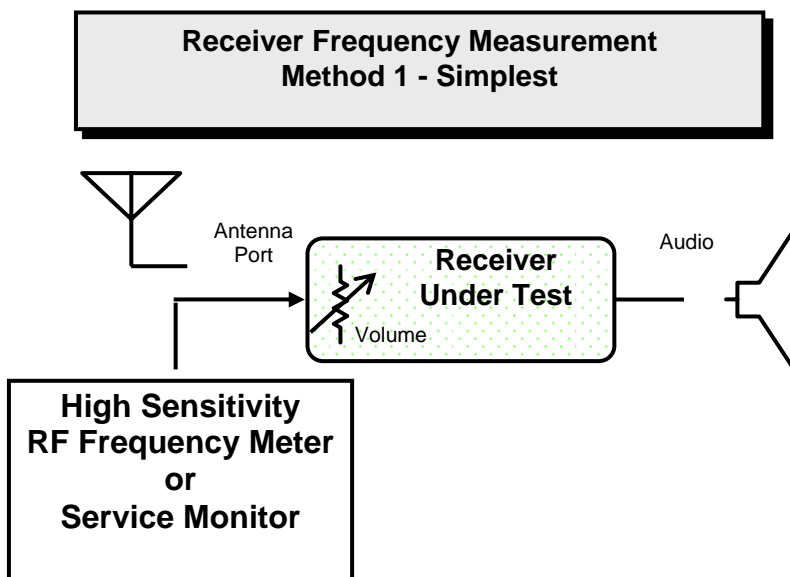 Receiver Frequency Measurement
Method 1 - Simplest
Antenna
Port
Receiver
Under Test
Volume
Audio
High Sensitivity
RF Frequency Meter
or
Service Monitor